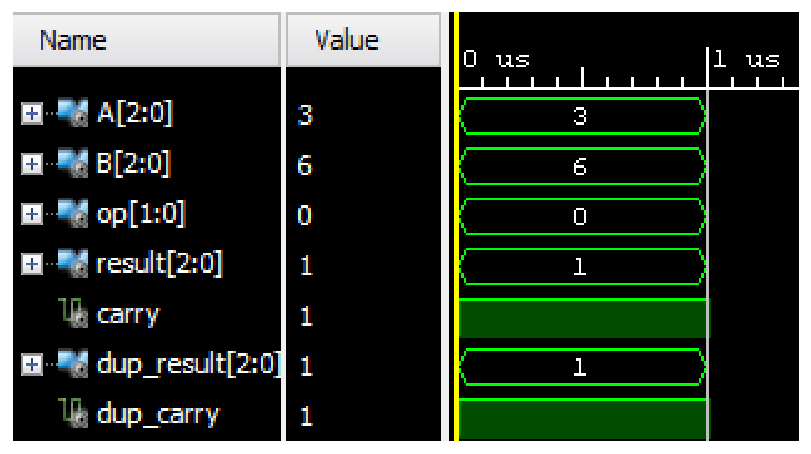 Name Value
0 us 1 us
A[2:0] 3 3
B[2:0] 6 6
op[1:0] 0 0
result[2:0] 1 1
carry 1
dup_result[2:0] 1 1
dup_carry 1